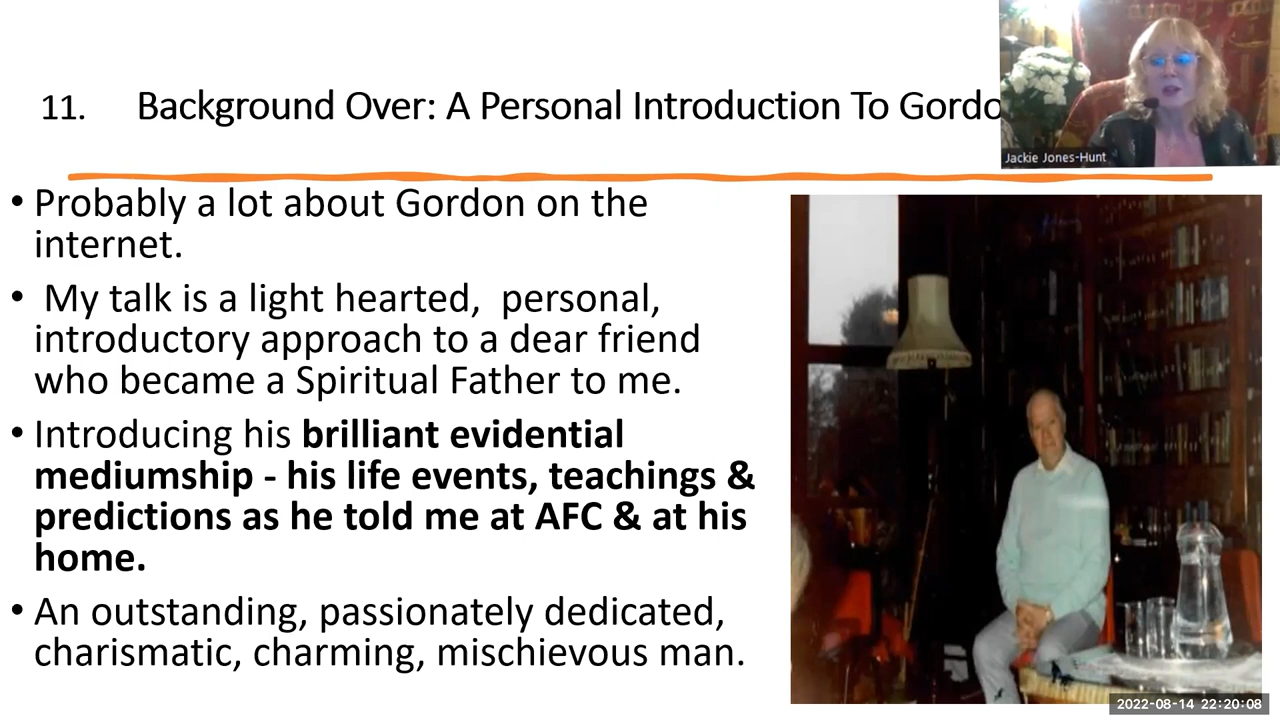 11. Background Over: A Personal Introduction To Gordo
Jackie Jones-Hunt
• Probably a lot about Gordon on the
internet.
• My talk is a light hearted, personal,
introductory approach to a dear friend
who became a Spiritual Father to me.
• Introducing his brilliant evidential
mediumship - his life events, teachings &
predictions as he told me at AFC & at his
home.
• An outstanding, passionately dedicated,
charismatic, charming, mischievous man.
2022-08-14 22:20:08